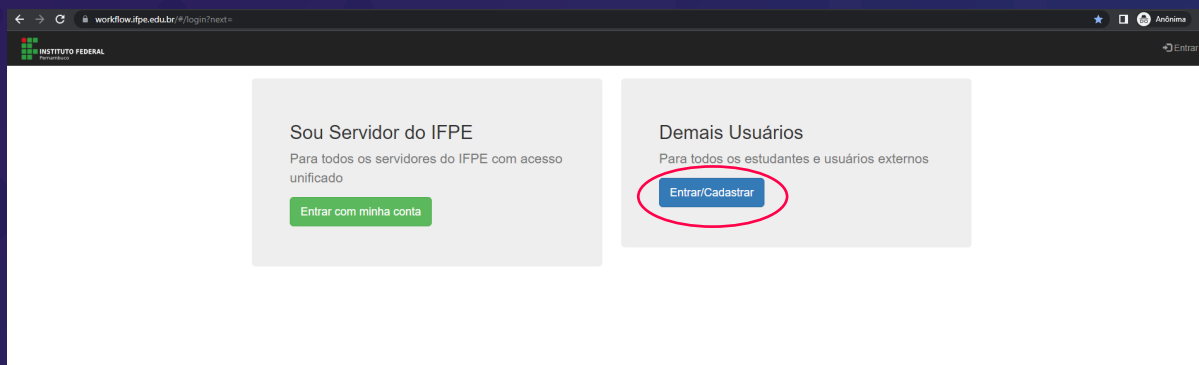 workflow.ifpe.edu.br/#/login?next=
Anônima
INSTITUTO FEDERAL
Pernambuco
Entrar
Sou Servidor do IFPE
Para todos os servidores do IFPE com acesso
unificado
Entrar com minha conta
Demais Usuários
Para todos os estudantes e usuários externos
Entrar/Cadastrar